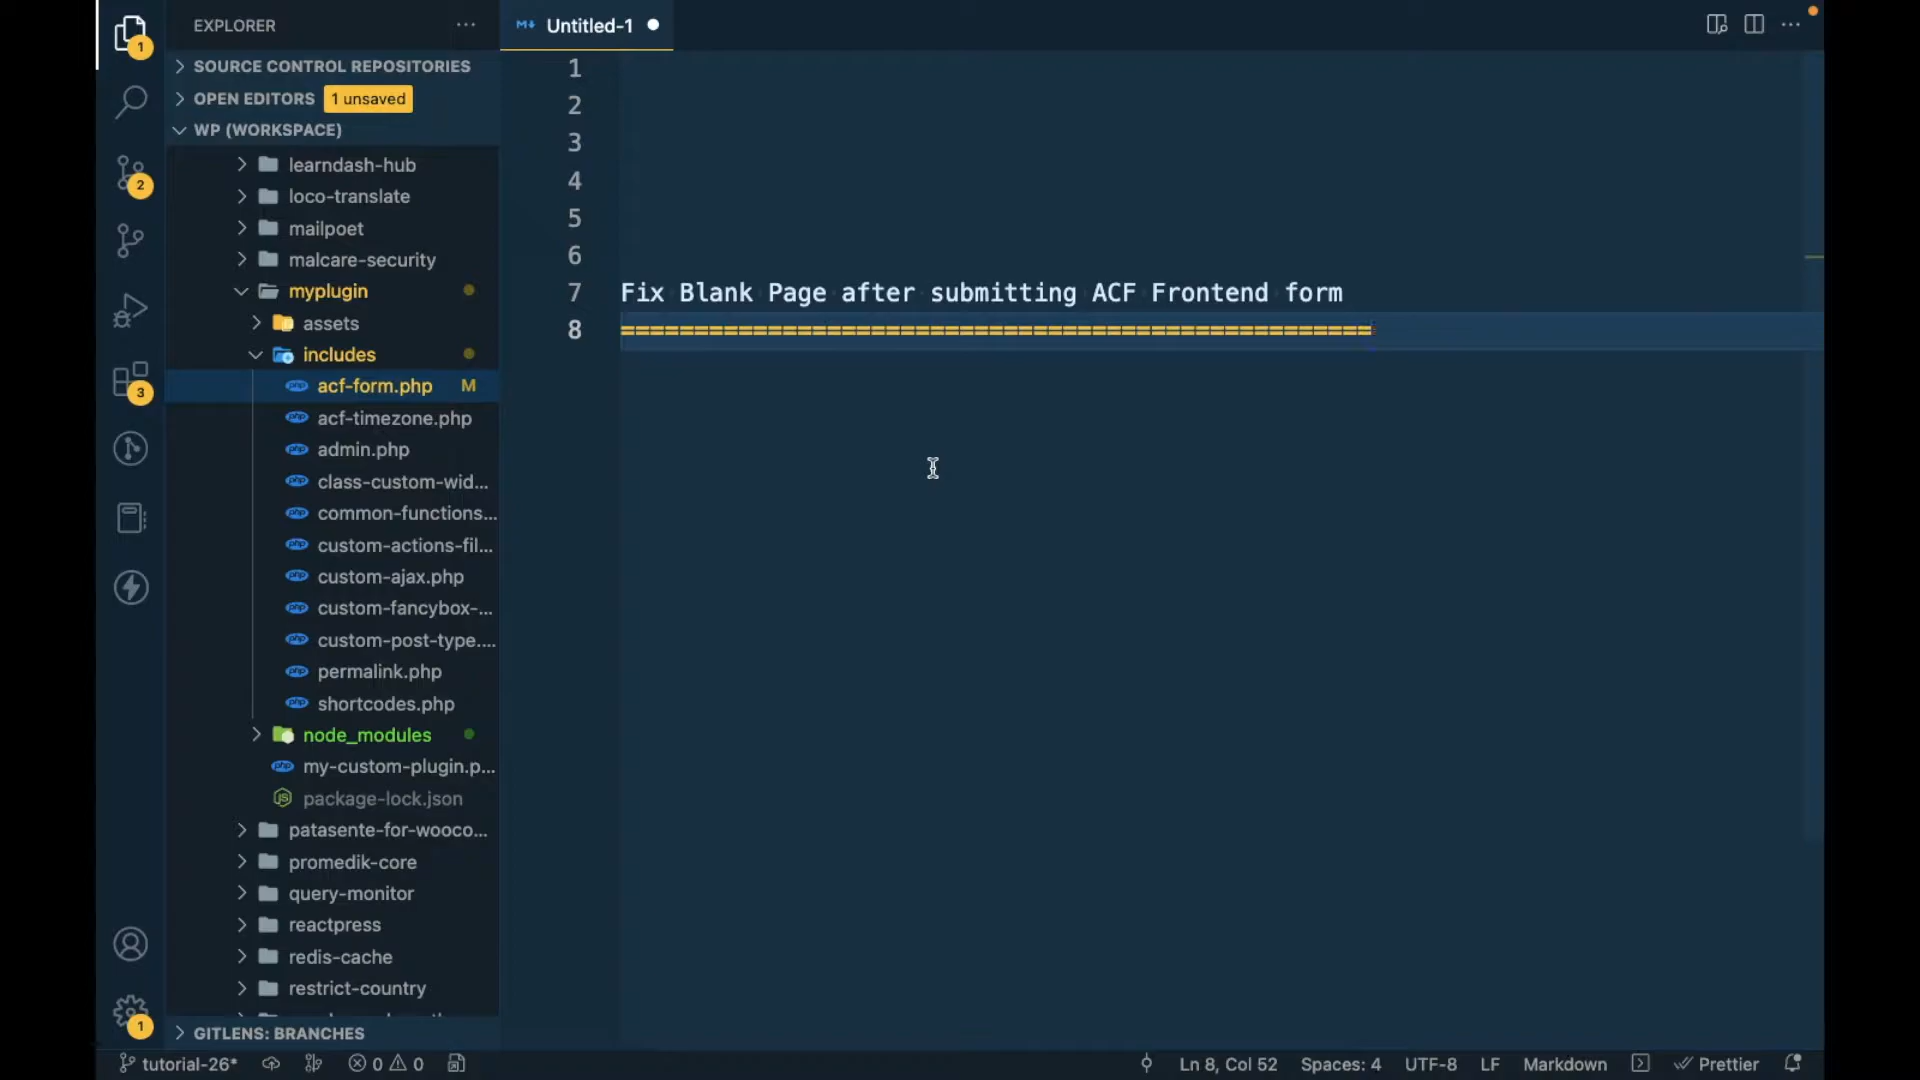 EXPLORER
Untitled-1
SOURCE CONTROL REPOSITORIES
OPEN EDITORS 1 unsaved
WP (WORKSPACE)
learndash-hub
loco-translate
mailpoet
malcare-security
myplugin
assets
includes
acf-form.php M
acf-timezone.php
admin.php
class-custom-wid...
common-functions...
custom-actions-fil...
custom-ajax.php
custom-fancybox-...
custom-post-type....
permalink.php
shortcodes.php
node_modules
my-custom-plugin.p...
package-lock.json
patasente-for-wooco...
promedik-core
query-monitor
reactpress
redis-cache
restrict-country
GITLENS: BRANCHES
1
2
3
1
1
2
3
4
5
6
7 Fix Blank Page after submitting ACF Frontend form
8 ===================================================
tutorial-26* 0 0 Ln 8, Col 52 Spaces: 4 UTF-8 LF Markdown Prettier